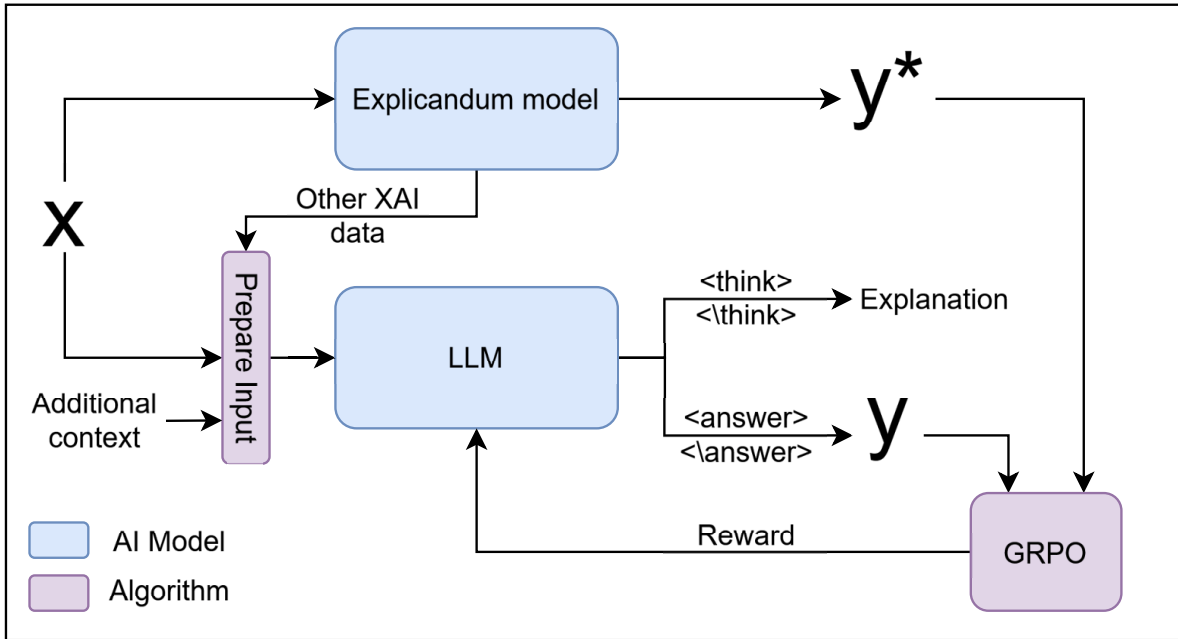 Explicandum model
y*
Other XAI
data
x
Prepare Input
LLM
<think>
<\think>
Explanation
Additional
context
<answer>
<\answer>
y
Reward
GRPO
AI Model
Algorithm